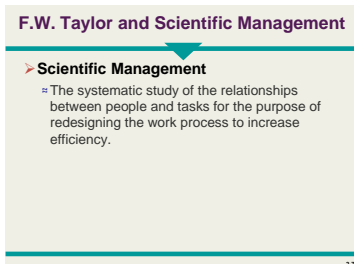 F.W. Taylor and Scientific Management
Scientific Management
The systematic study of the relationships
between people and tasks for the purpose of
redesigning the work process to increase
efficiency.